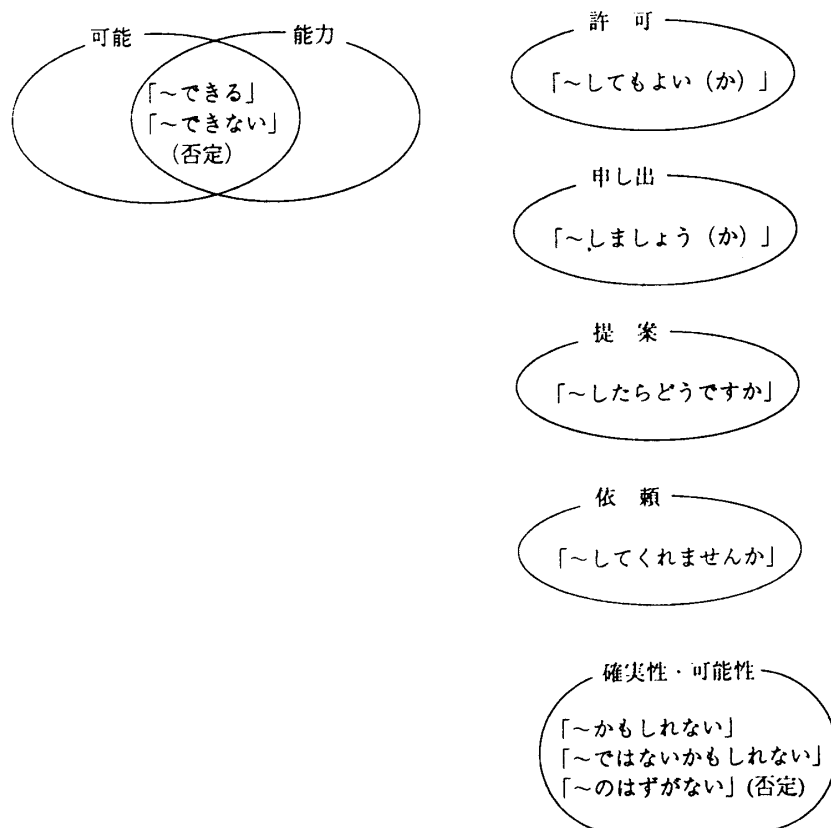 可能
能力
「～できる」
「～できない」
(否定)
許 可
「～してもよい（か）」
申し出
「～しましょう（か）」
提 案
「～したらどうですか」
依 頼
「～してくれませんか」
確実性・可能性
「～かもしれない」
「～ではないかもしれない」
「～のはずがない」(否定)